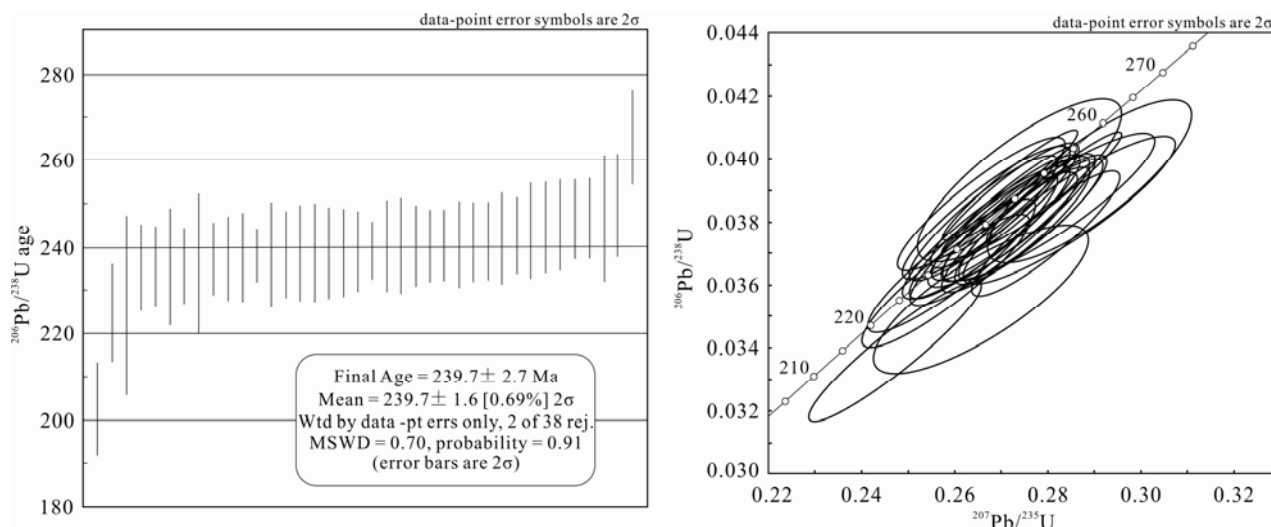 data-point error symbols are 2σ
280
260
240
220
200
180
²⁰⁶Pb/²³⁸U age
Final Age = 239.7± 2.7 Ma
Mean = 239.7± 1.6 [0.69%] 2σ
Wtd by data -pt errs only, 2 of 38 rej.
MSWD = 0.70, probability = 0.91
(error bars are 2σ)
data-point error symbols are 2σ
0.044
0.042
0.040
0.038
0.036
0.034
0.032
0.030
²⁰⁶Pb/²³⁸U
270
260
220
210
0.22 0.24 0.26 0.28 0.30 0.32
²⁰⁷Pb/²³⁵U